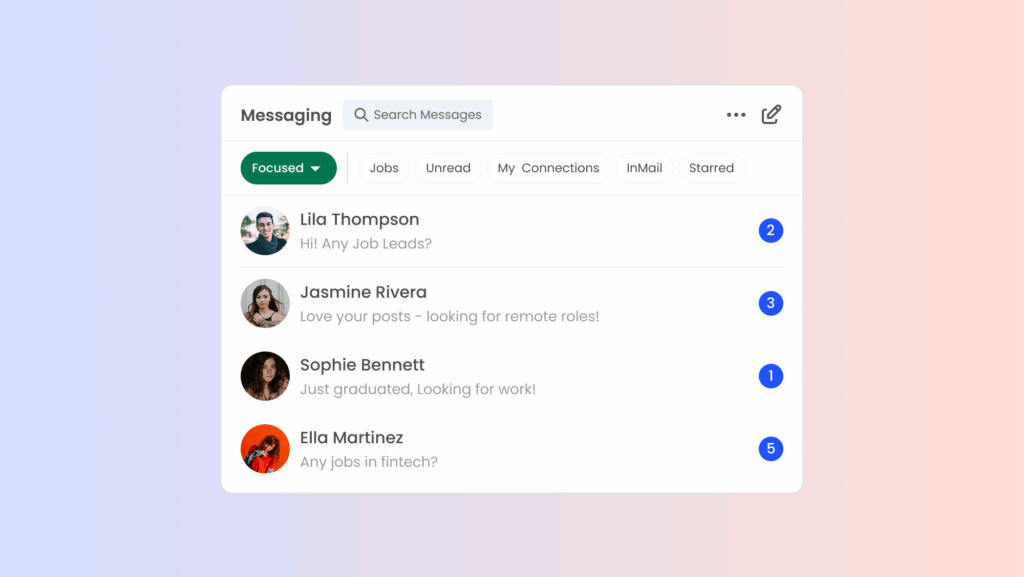 Messaging
Search Messages
Focused
Jobs
Unread
My Connections
InMail
Starred
Lila Thompson
Hi! Any Job Leads?
2
Jasmine Rivera
Love your posts - looking for remote roles!
3
Sophie Bennett
Just graduated, Looking for work!
1
Ella Martinez
Any jobs in fintech?
5